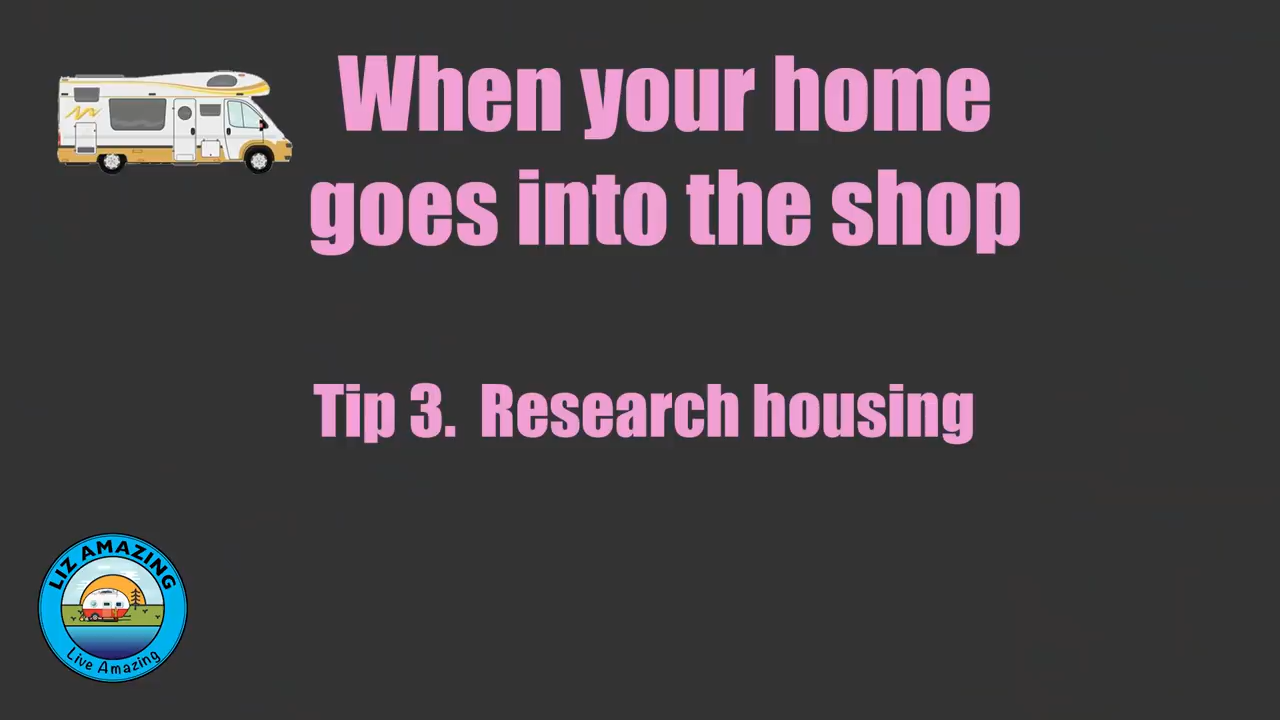 When your home
goes into the shop
Tip 3. Research housing
LIZ AMAZING
Live Amazing